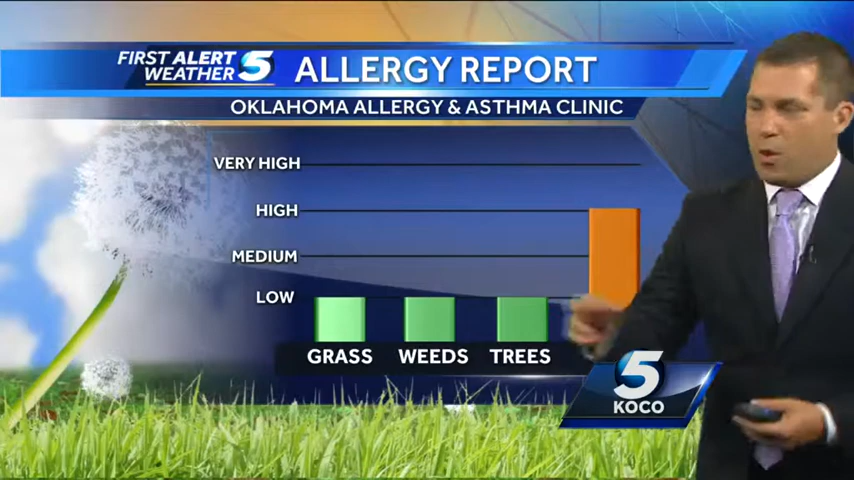 FIRST ALERT
WEATHER 5
ALLERGY REPORT
OKLAHOMA ALLERGY & ASTHMA CLINIC
VERY HIGH
HIGH
MEDIUM
LOW
GRASS WEEDS TREES
5
KOCO